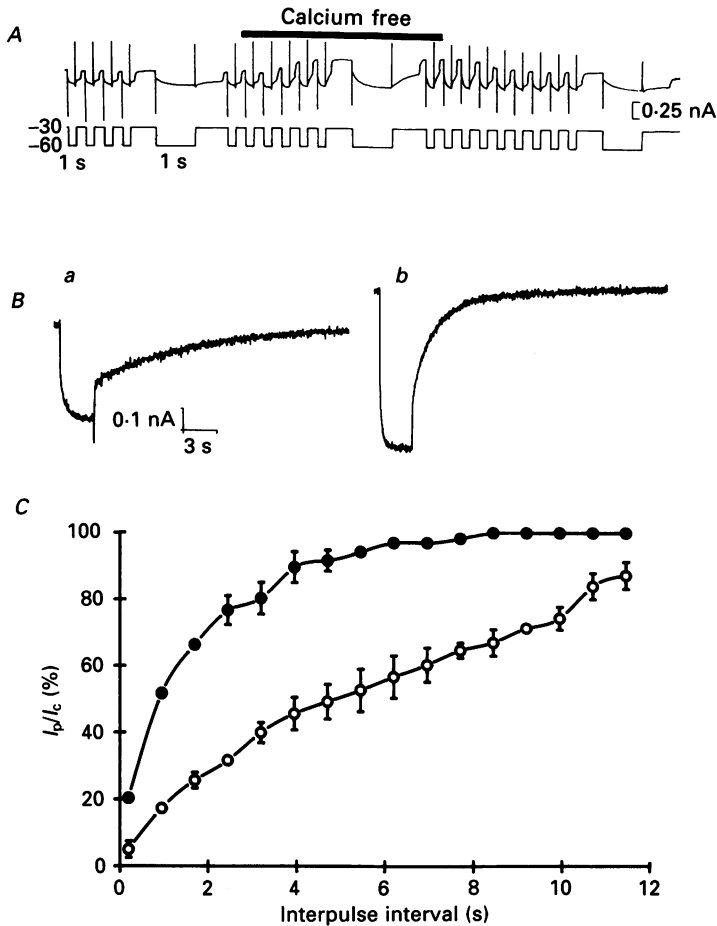 A
Calcium free
0·25 nA
−30
−60
1 s
1 s
B
a
b
0·1 nA
3 s
C
100
80
60
40
20
0
Ip/Ic (%)
0
2
4
6
8
10
12
Interpulse interval (s)